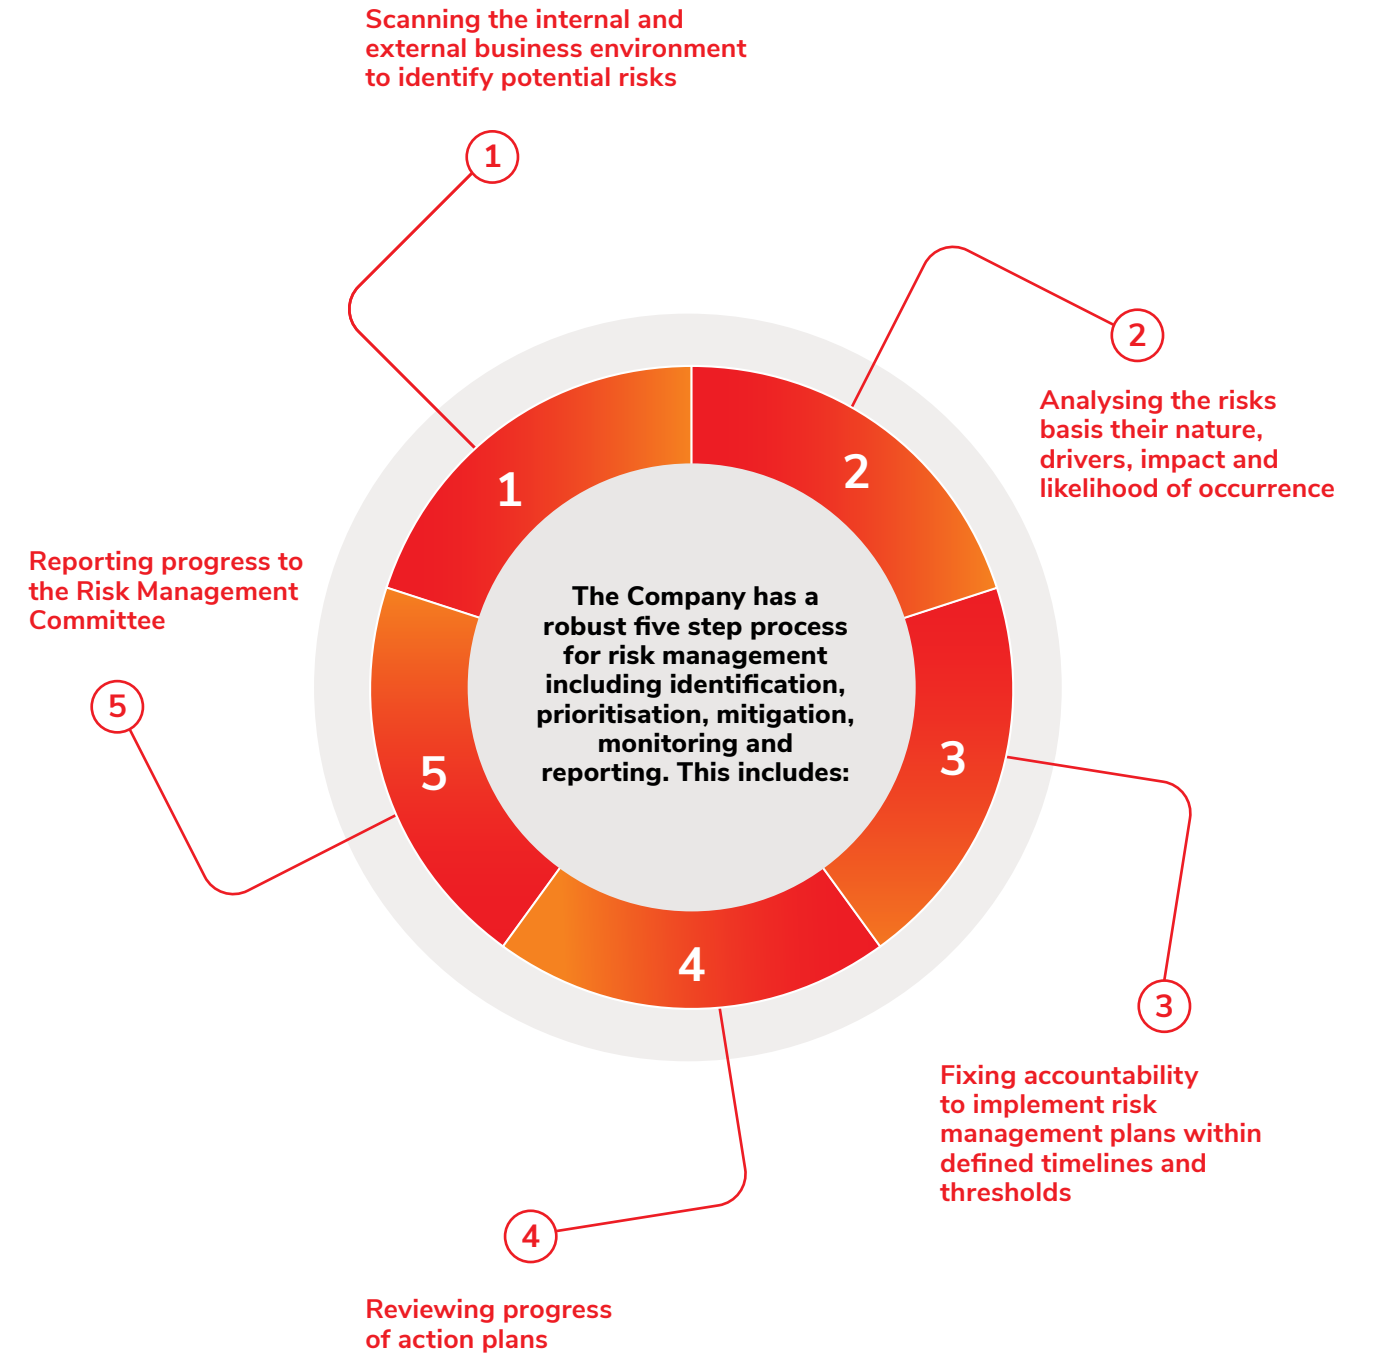 Scanning the internal and
external business environment
to identify potential risks
1
2
Analysing the risks
basis their nature,
drivers, impact and
likelihood of occurrence
1
2
3
4
5
The Company has a
robust five step process
for risk management
including identification,
prioritisation, mitigation,
monitoring and
reporting. This includes:
Reporting progress to
the Risk Management
Committee
5
3
Fixing accountability
to implement risk
management plans within
defined timelines and
thresholds
4
Reviewing progress
of action plans